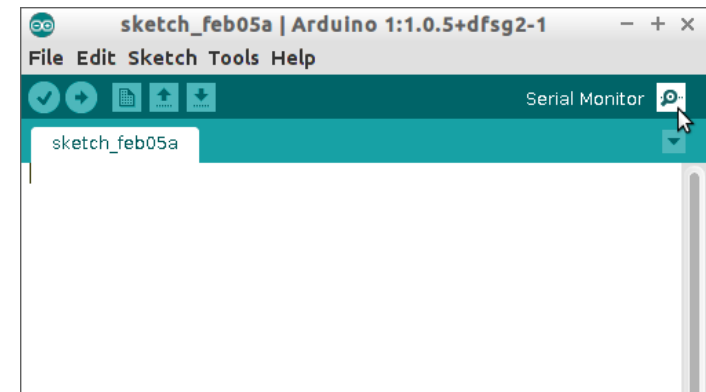 sketch_feb05a | Arduino 1:1.0.5+dfsg2-1
File Edit Sketch Tools Help
Serial Monitor
sketch_feb05a